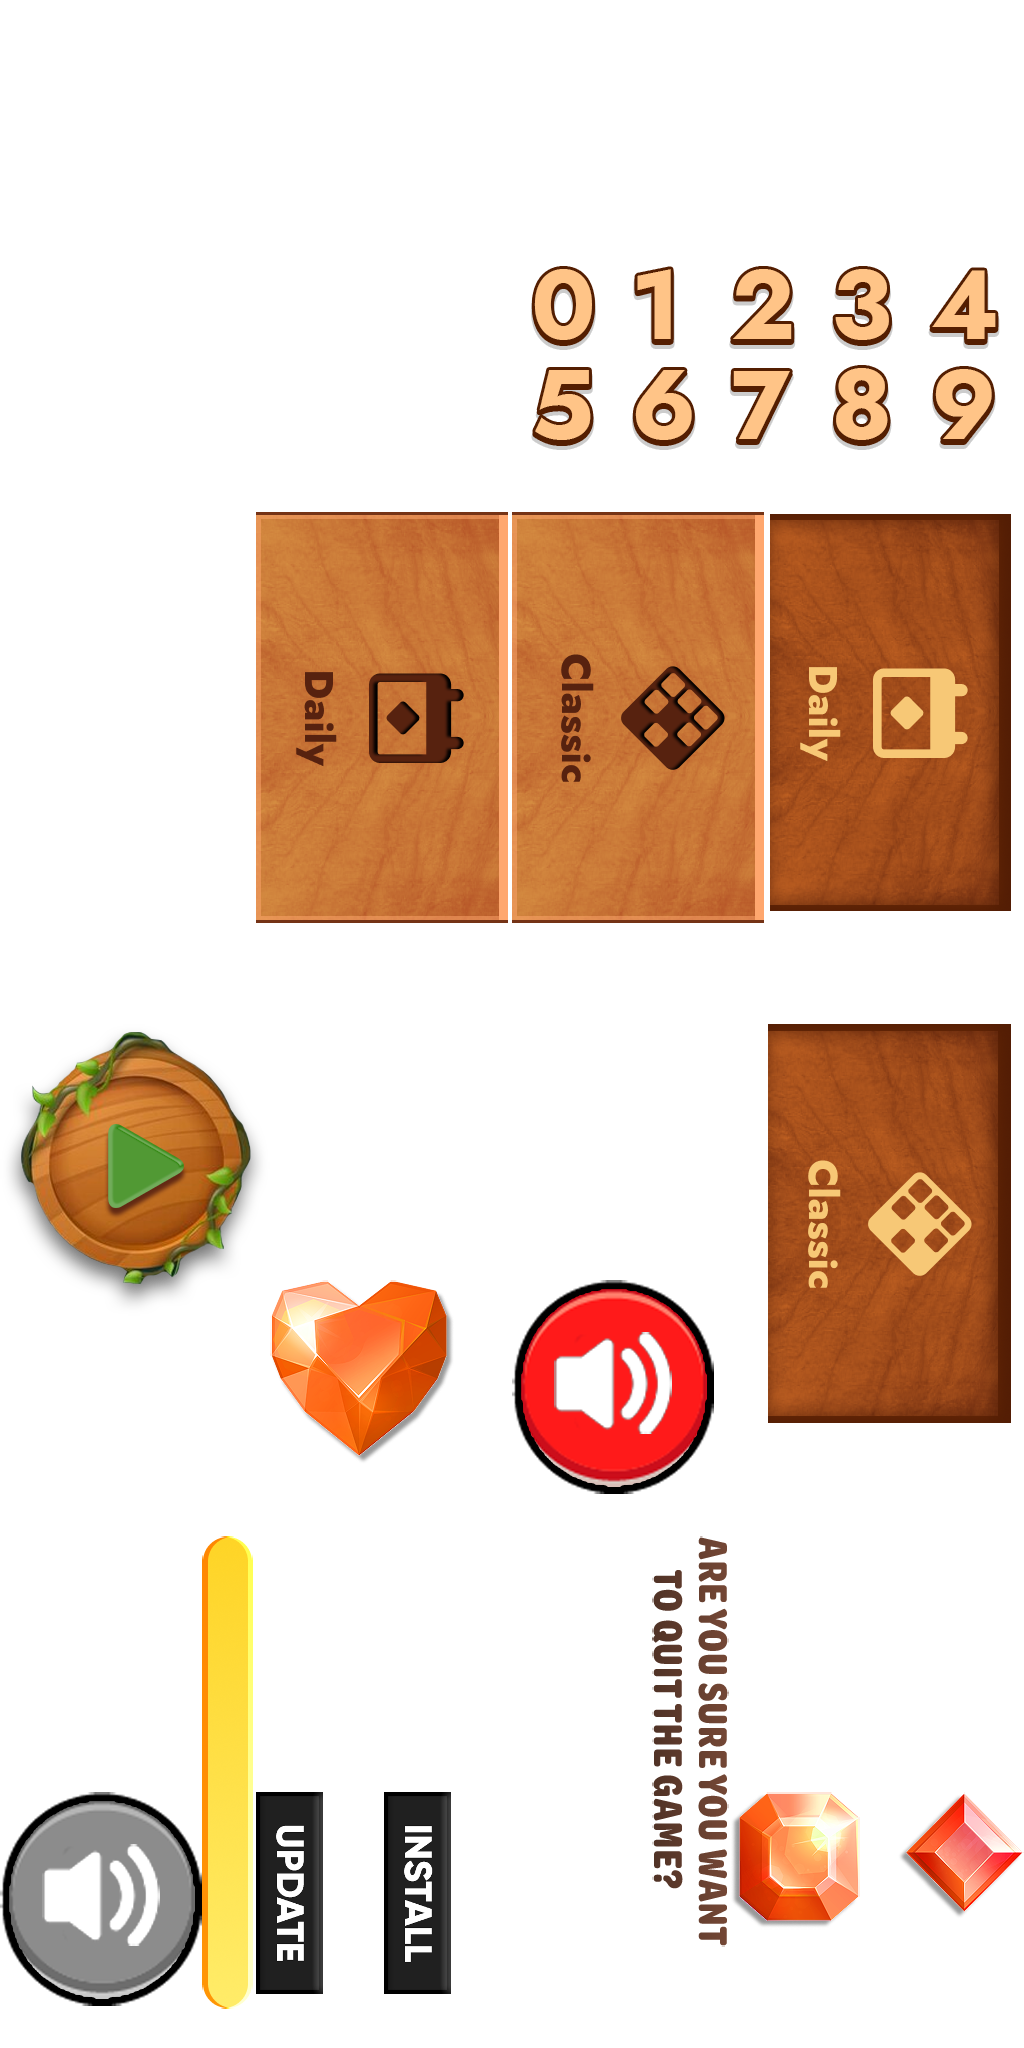 0 1 2 3 4
5 6 7 8 9
Daily
Classic
Daily
Classic
ARE YOU SURE YOU WANT
TO QUIT THE GAME?
UPDATE
INSTALL